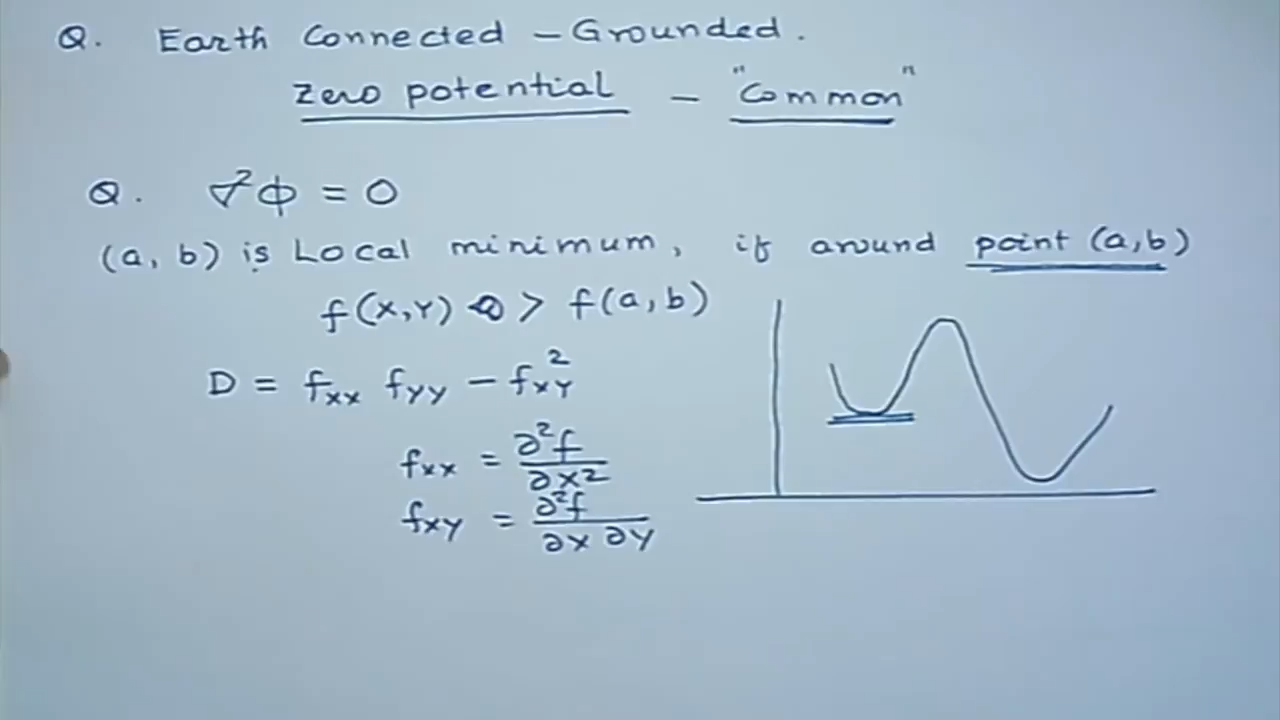 Q. Earth Connected – Grounded.
Zero potential – "Common"
Q. ∇²φ = 0
(a, b) is Local minimum, if around point (a,b)
f(x,y) > f(a, b)
D = fxx fyy – fxy²
fxx = ∂²f/∂x²
fxy = ∂²f/∂x ∂y